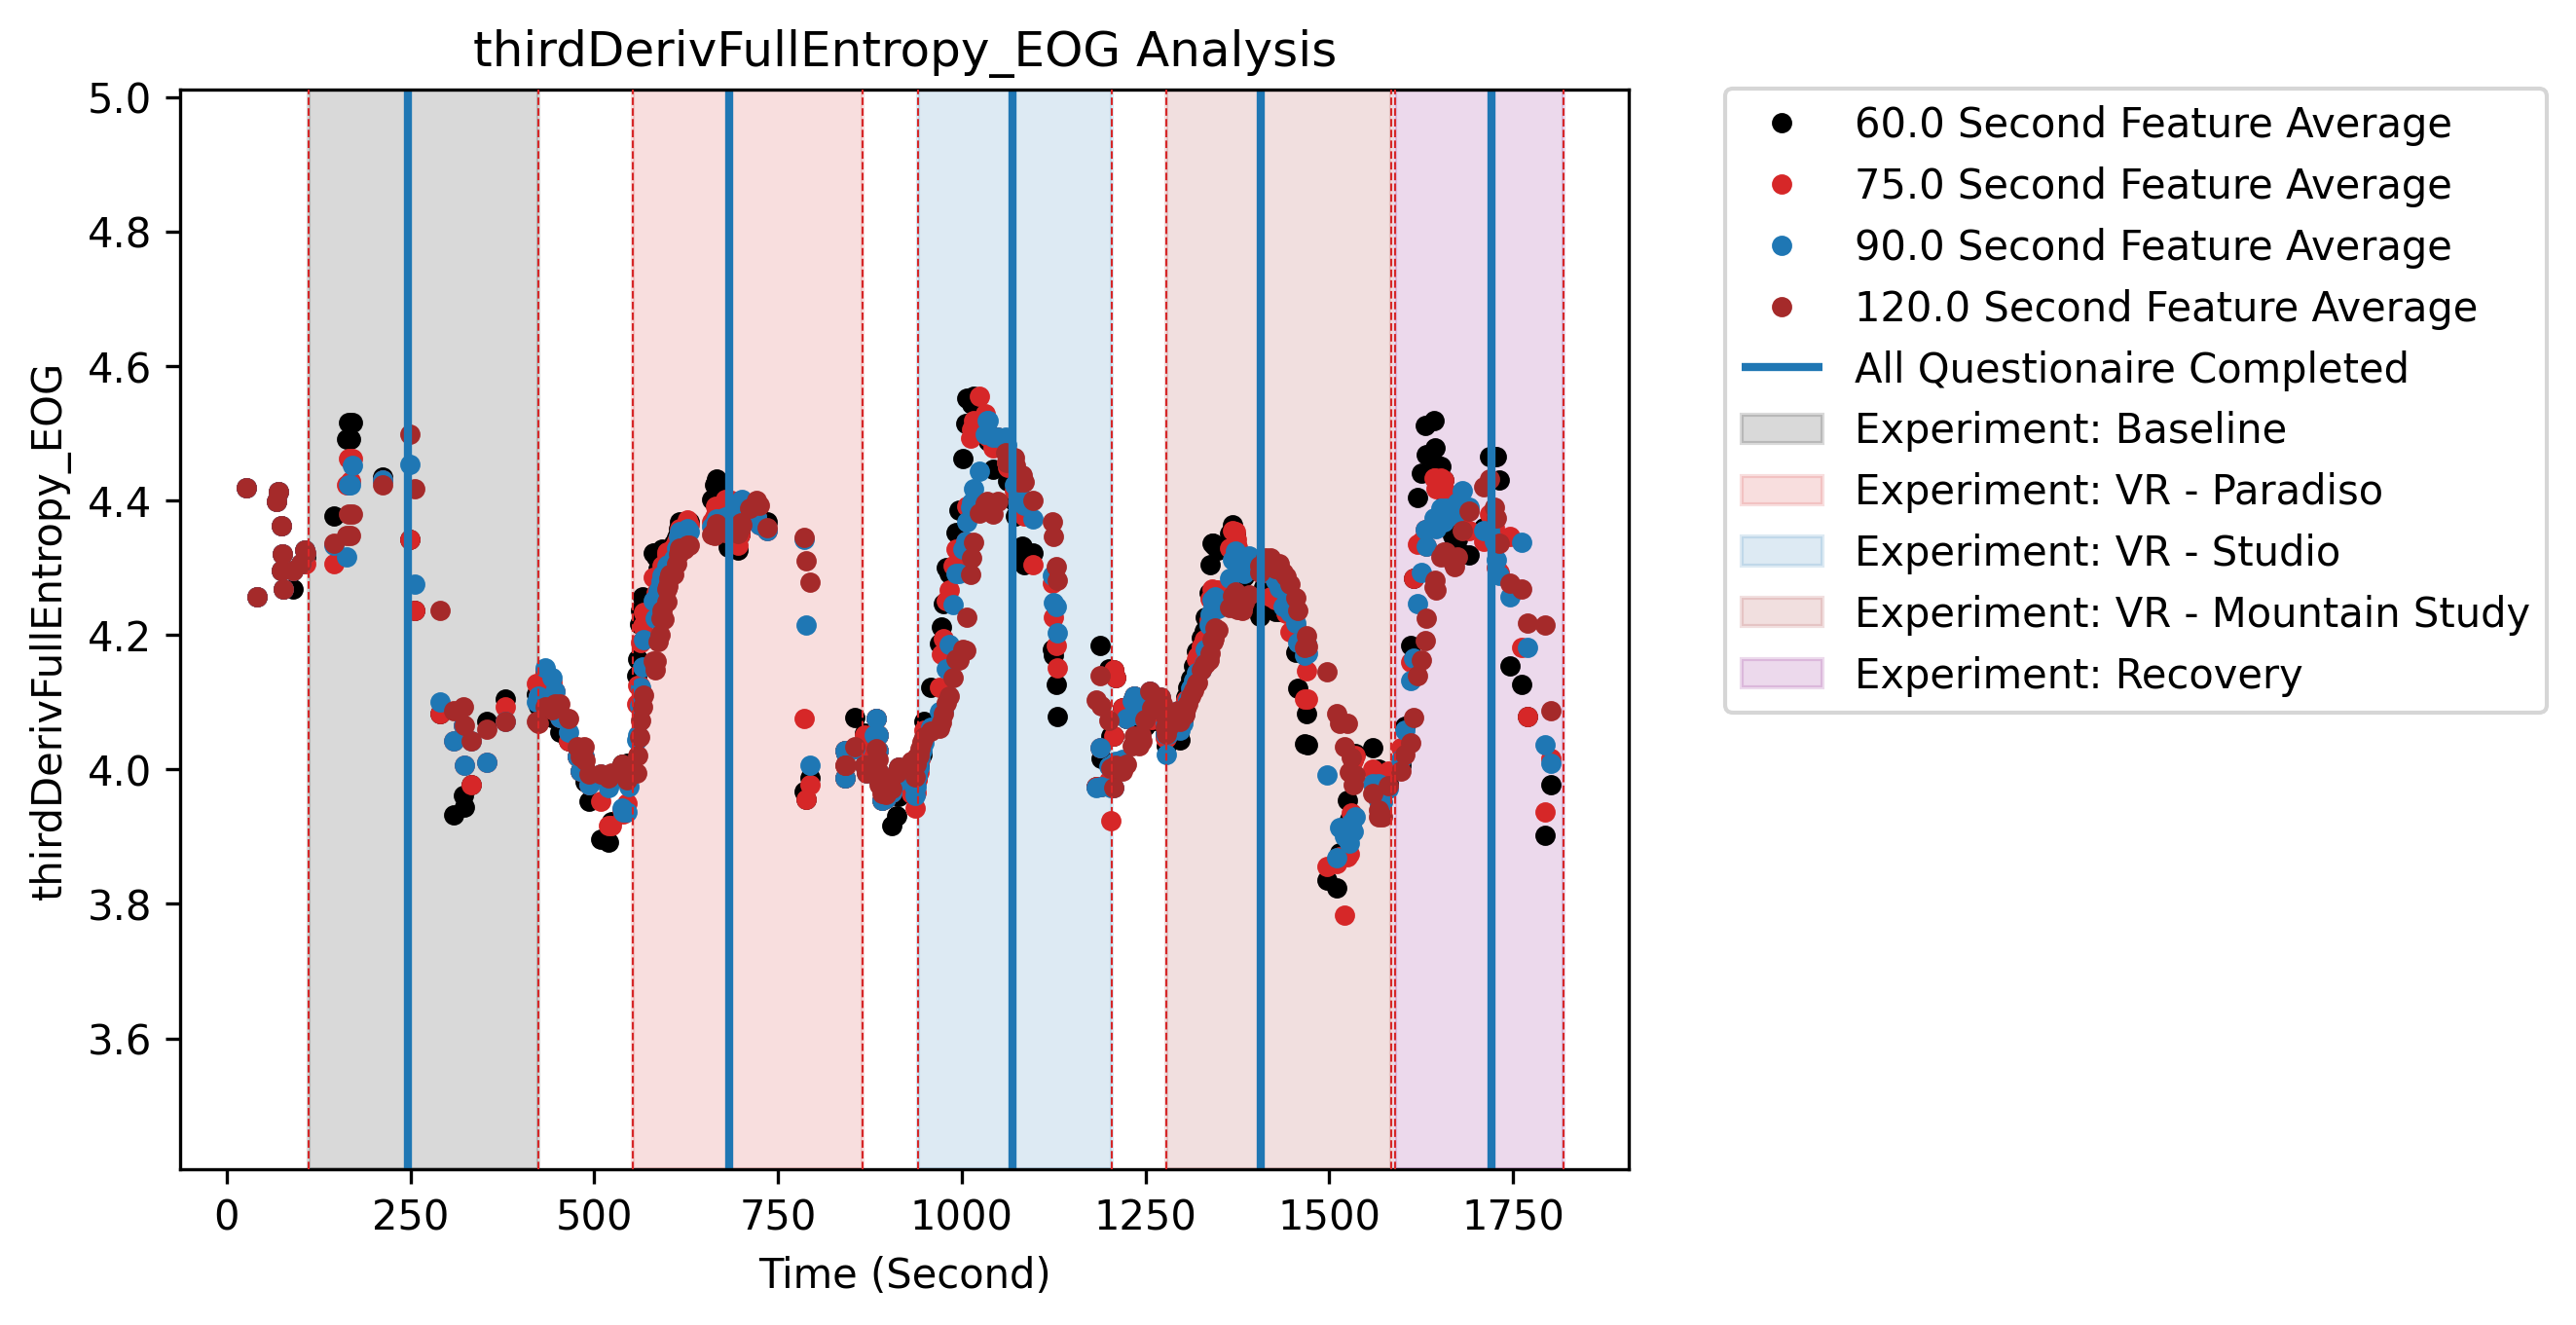 thirdDerivFullEntropy_EOG Analysis
5.0
4.8
4.6
4.4
4.2
4.0
3.8
3.6
thirdDerivFullEntropy_EOG
0 250 500 750 1000 1250 1500 1750
Time (Second)
60.0 Second Feature Average
75.0 Second Feature Average
90.0 Second Feature Average
120.0 Second Feature Average
All Questionaire Completed
Experiment: Baseline
Experiment: VR - Paradiso
Experiment: VR - Studio
Experiment: VR - Mountain Study
Experiment: Recovery